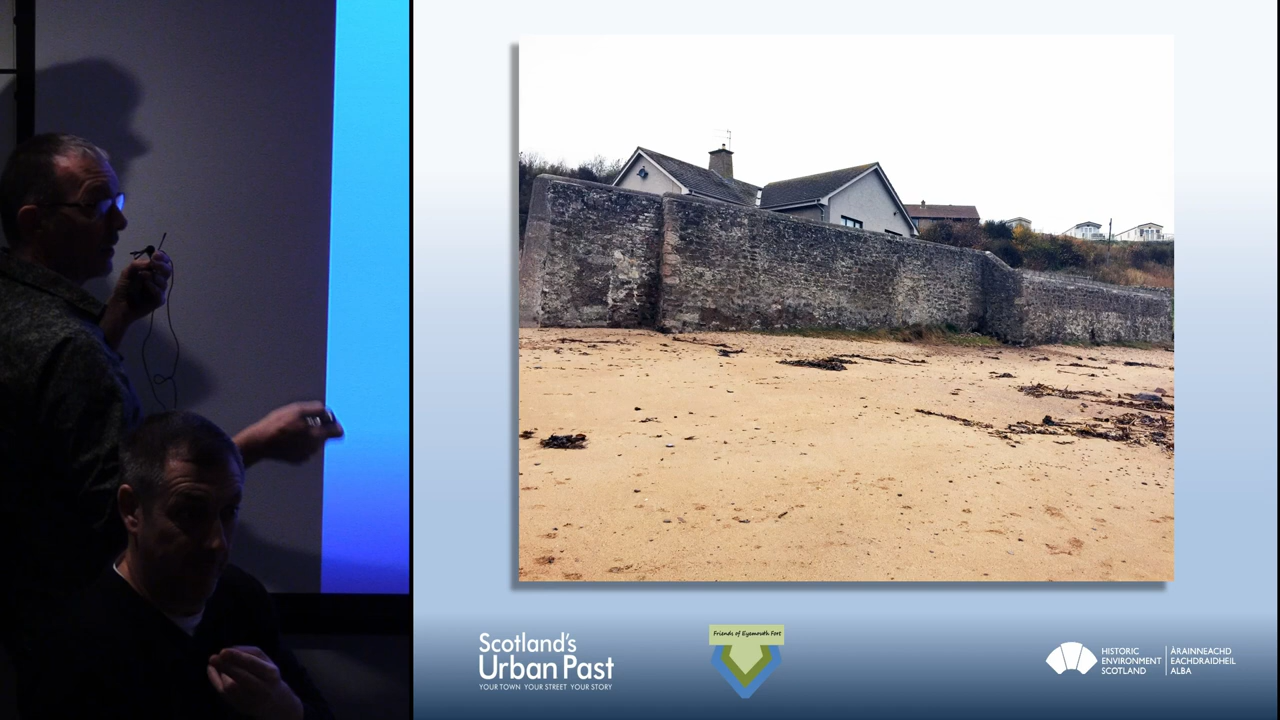 Scotland's
Urban Past
YOUR TOWN YOUR STREET YOUR STORY
Friends of Eyemouth Fort
HISTORIC
ENVIRONMENT
SCOTLAND
ÀRAINNEACHD
EACHDRAIDHEIL
ALBA